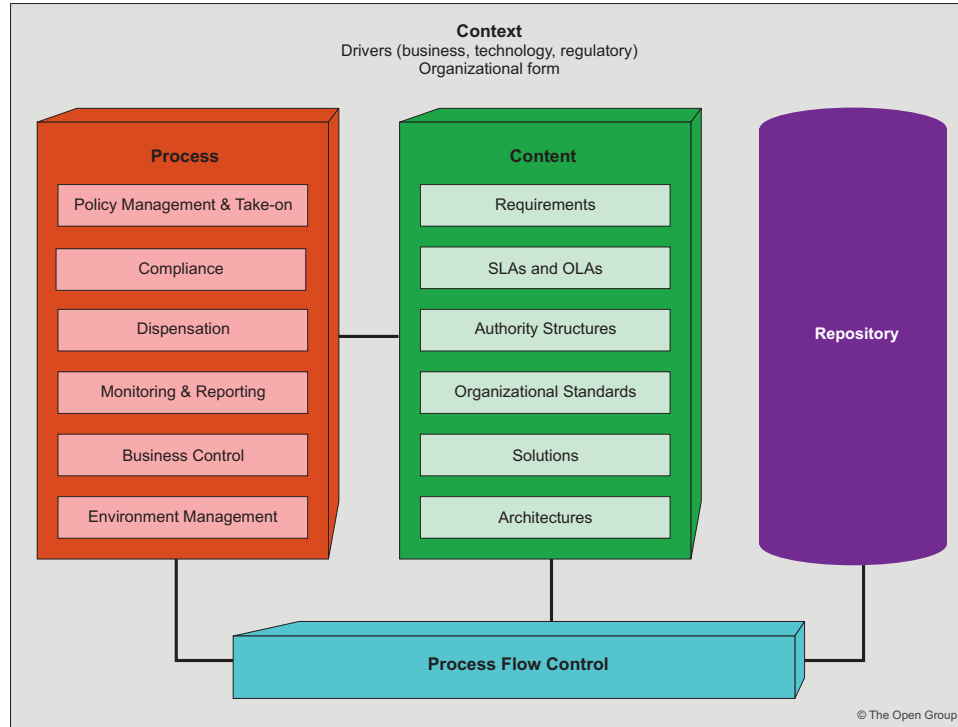 Context
Drivers (business, technology, regulatory)
Organizational form
Process
Policy Management & Take-on
Compliance
Dispensation
Monitoring & Reporting
Business Control
Environment Management
Content
Requirements
SLAs and OLAs
Authority Structures
Organizational Standards
Solutions
Architectures
Repository
Process Flow Control
© The Open Group